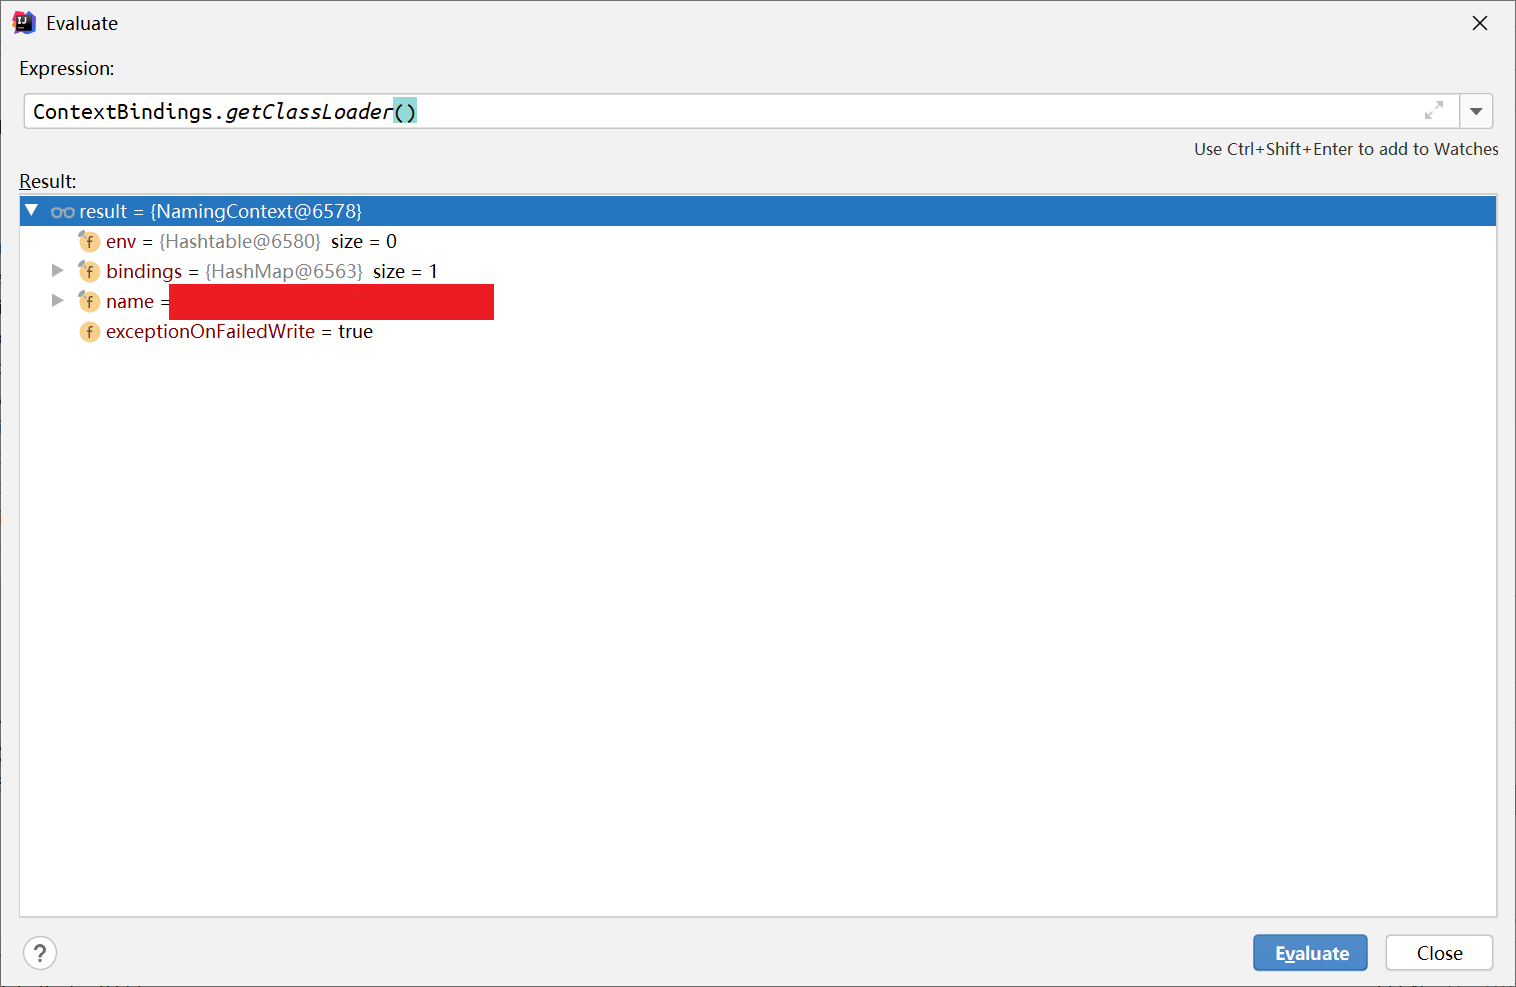 Evaluate
Expression:
ContextBindings.getClassLoader()
Use Ctrl+Shift+Enter to add to Watches
Result:
result = {NamingContext@6578}
env = {Hashtable@6580} size = 0
bindings = {HashMap@6563} size = 1
name =
exceptionOnFailedWrite = true
?
Evaluate
Close